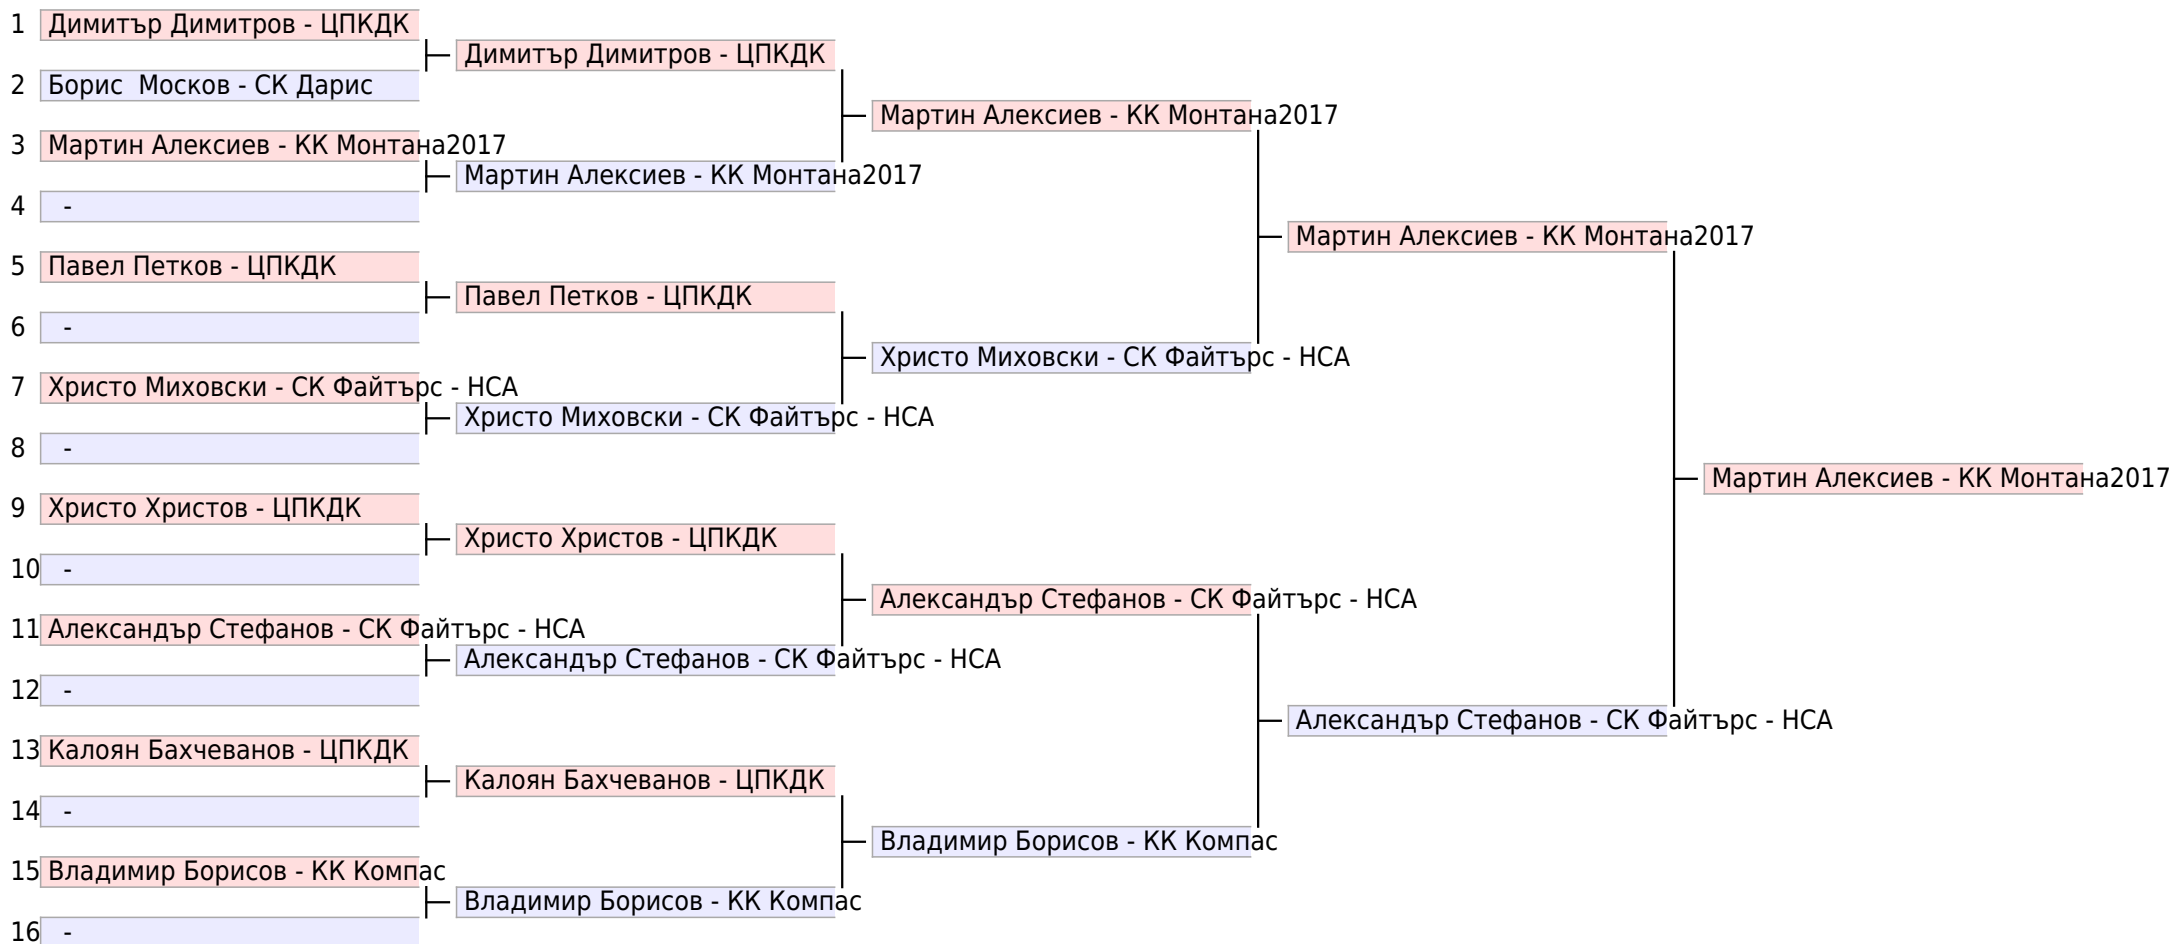 1 Димитър Димитров - ЦПКДК
Димитър Димитров - ЦПКДК
2 Борис  Москов - СК Дарис
Мартин Алексиев - КК Монтана2017
3 Мартин Алексиев - КК Монтана2017
Мартин Алексиев - КК Монтана2017
4 -
Мартин Алексиев - КК Монтана2017
5 Павел Петков - ЦПКДК
Павел Петков - ЦПКДК
6 -
Христо Миховски - СК Файтърс - НСА
7 Христо Миховски - СК Файтърс - НСА
Христо Миховски - СК Файтърс - НСА
8 -
Мартин Алексиев - КК Монтана2017
9 Христо Христов - ЦПКДК
Христо Христов - ЦПКДК
10 -
Александър Стефанов - СК Файтърс - НСА
11 Александър Стефанов - СК Файтърс - НСА
Александър Стефанов - СК Файтърс - НСА
12 -
Александър Стефанов - СК Файтърс - НСА
13 Калоян Бахчеванов - ЦПКДК
Калоян Бахчеванов - ЦПКДК
14 -
Владимир Борисов - КК Компас
15 Владимир Борисов - КК Компас
Владимир Борисов - КК Компас
16 -